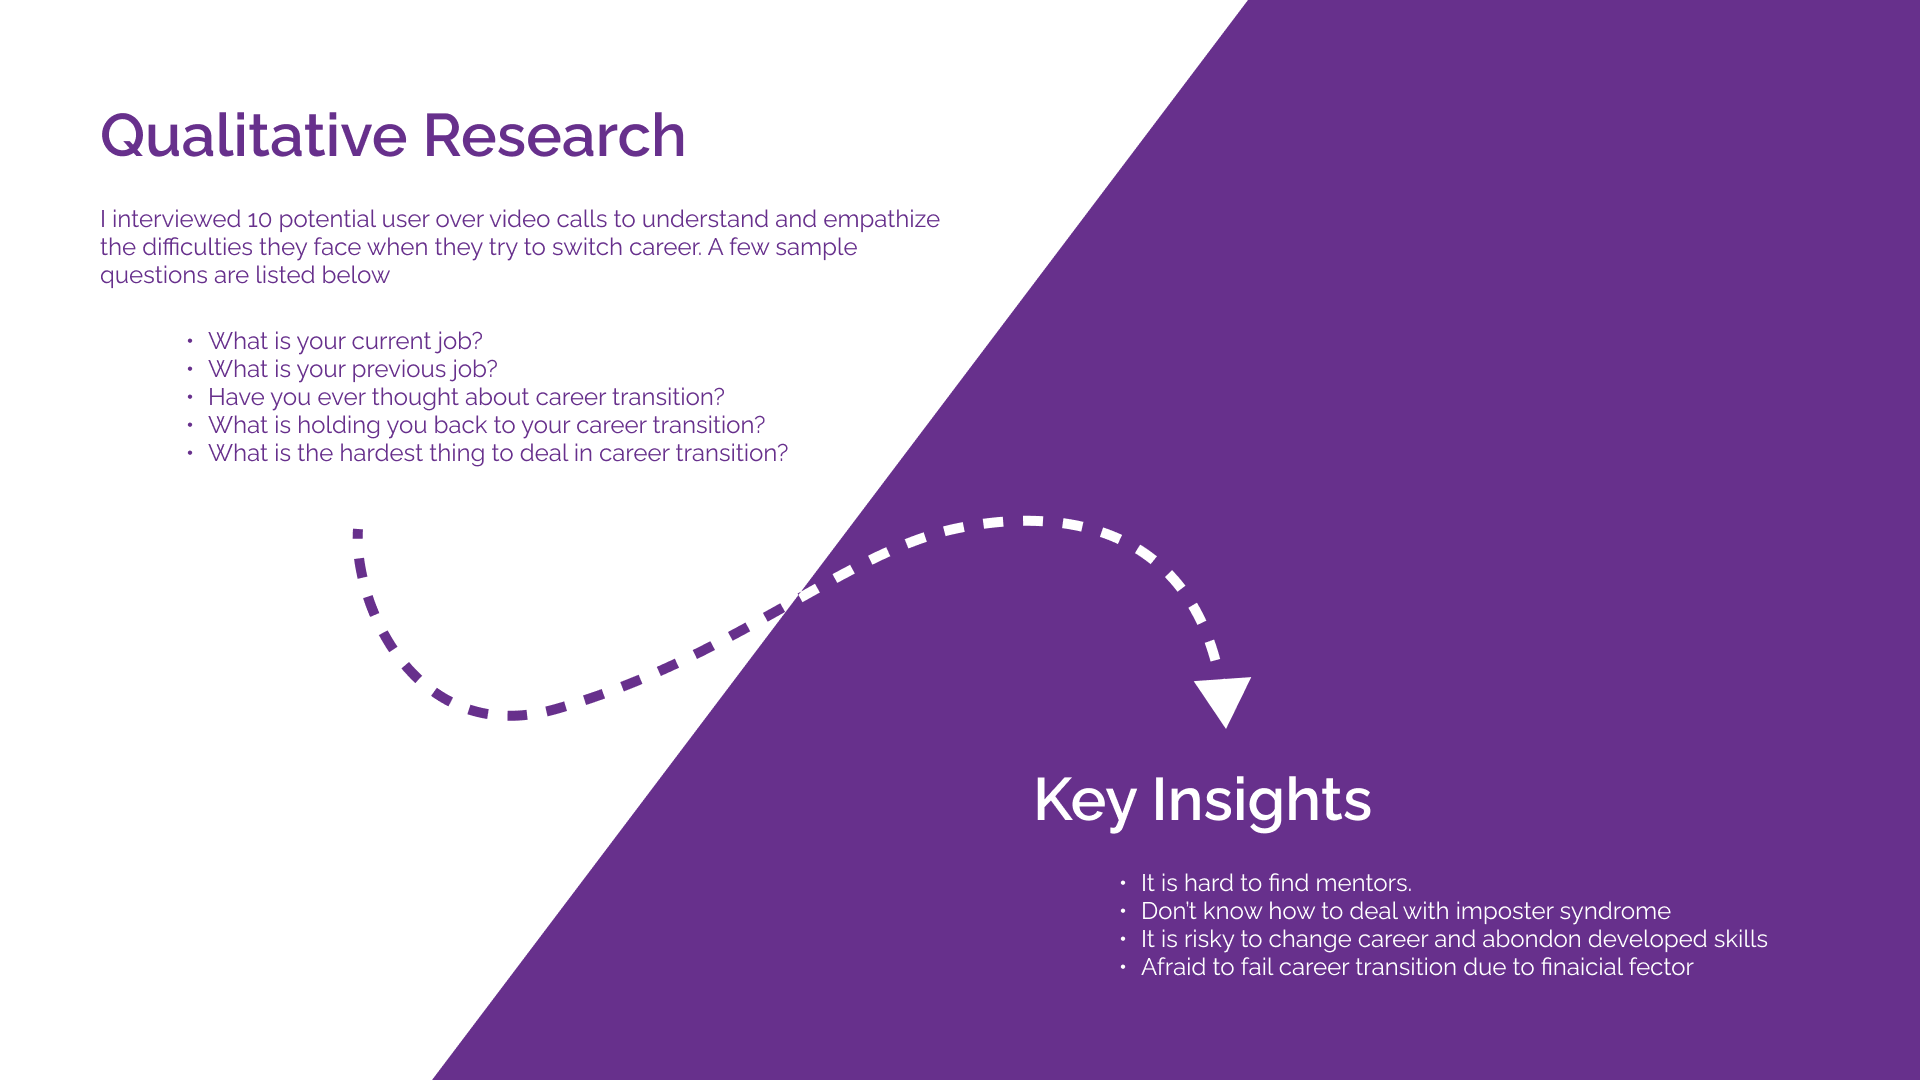 Qualitative Research
I interviewed 10 potential user over video calls to understand and empathize
the difficulties they face when they try to switch career. A few sample
questions are listed below
• What is your current job?
• What is your previous job?
• Have you ever thought about career transition?
• What is holding you back to your career transition?
• What is the hardest thing to deal in career transition?
Key Insights
• It is hard to find mentors.
• Don’t know how to deal with imposter syndrome
• It is risky to change career and abondon developed skills
• Afraid to fail career transition due to finaicial fector